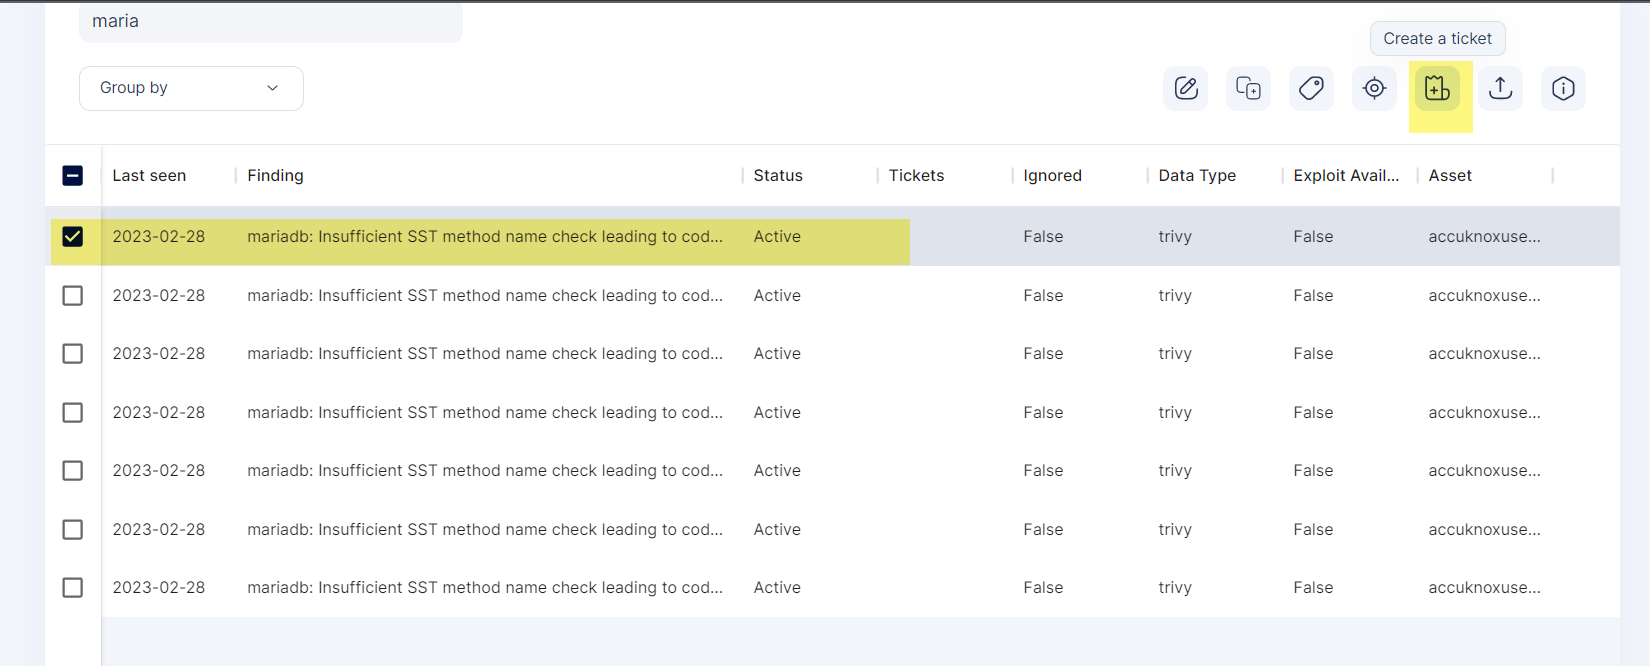 maria
Create a ticket
Group by
Last seen Finding Status Tickets Ignored Data Type Exploit Avail... Asset
2023-02-28 mariadb: Insufficient SST method name check leading to cod... Active False trivy False accuknoxuse...
2023-02-28 mariadb: Insufficient SST method name check leading to cod... Active False trivy False accuknoxuse...
2023-02-28 mariadb: Insufficient SST method name check leading to cod... Active False trivy False accuknoxuse...
2023-02-28 mariadb: Insufficient SST method name check leading to cod... Active False trivy False accuknoxuse...
2023-02-28 mariadb: Insufficient SST method name check leading to cod... Active False trivy False accuknoxuse...
2023-02-28 mariadb: Insufficient SST method name check leading to cod... Active False trivy False accuknoxuse...
2023-02-28 mariadb: Insufficient SST method name check leading to cod... Active False trivy False accuknoxuse...